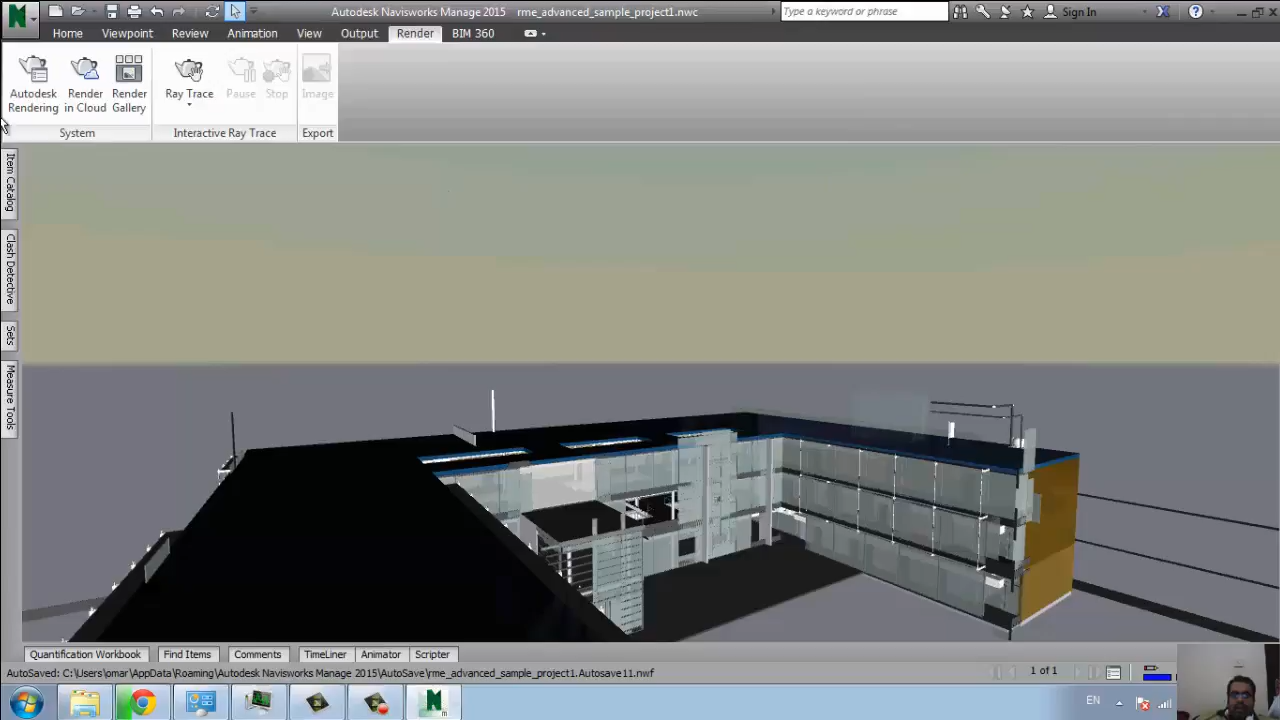 Autodesk Navisworks Manage 2015 rme_advanced_sample_project1.nwc
Type a keyword or phrase
Sign In
Home Viewpoint Review Animation View Output Render BIM 360
Autodesk Rendering
Render in Cloud
Render Gallery
Ray Trace
Pause
Stop
Image
System
Interactive Ray Trace
Export
Item Catalog
Clash Detective
Sets
Measure Tools
Quantification Workbook Find Items Comments TimeLiner Animator Scripter
AutoSaved: C:\Users\omar\AppData\Roaming\Autodesk Navisworks Manage 2015\AutoSave\rme_advanced_sample_project1.Autosave11.nwf
1 of 1
EN